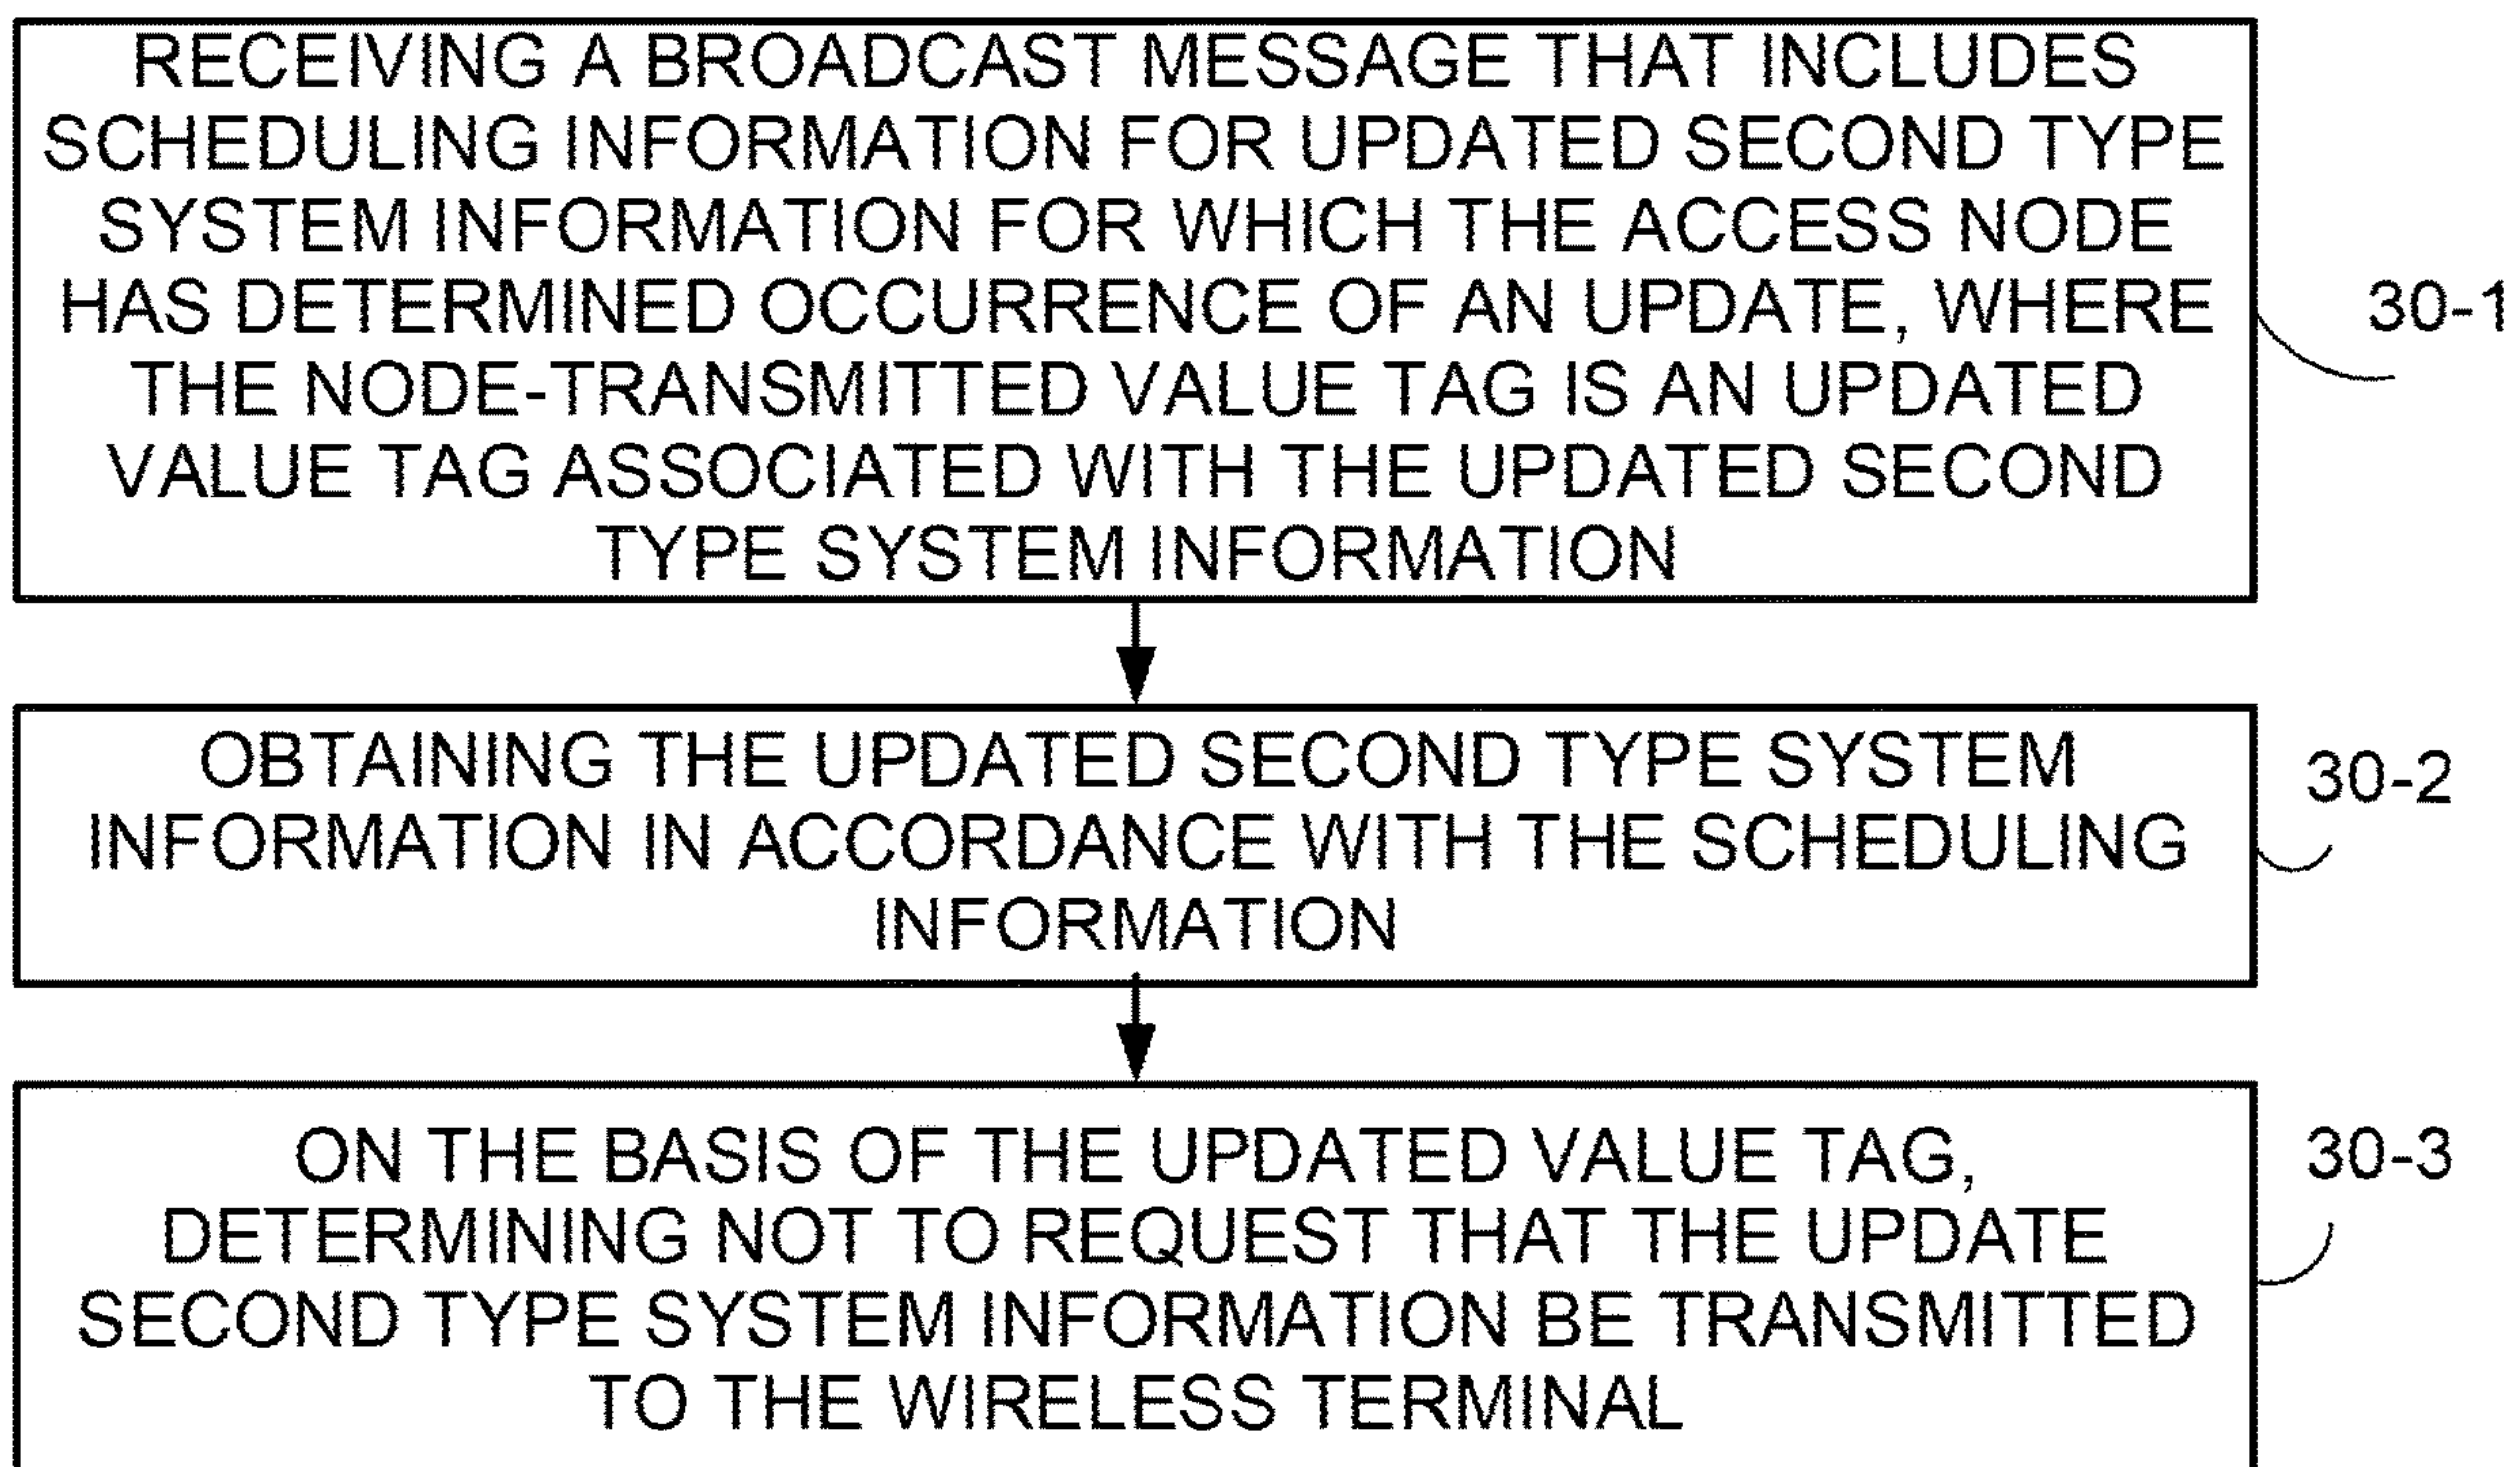 RECEIVING A BROADCAST MESSAGE THAT INCLUDES
SCHEDULING INFORMATION FOR UPDATED SECOND TYPE
SYSTEM INFORMATION FOR WHICH THE ACCESS NODE
HAS DETERMINED OCCURRENCE OF AN UPDATE, WHERE
THE NODE-TRANSMITTED VALUE TAG IS AN UPDATED
VALUE TAG ASSOCIATED WITH THE UPDATED SECOND
TYPE SYSTEM INFORMATION
30-1
OBTAINING THE UPDATED SECOND TYPE SYSTEM
INFORMATION IN ACCORDANCE WITH THE SCHEDULING
INFORMATION
30-2
ON THE BASIS OF THE UPDATED VALUE TAG,
DETERMINING NOT TO REQUEST THAT THE UPDATE
SECOND TYPE SYSTEM INFORMATION BE TRANSMITTED
TO THE WIRELESS TERMINAL
30-3